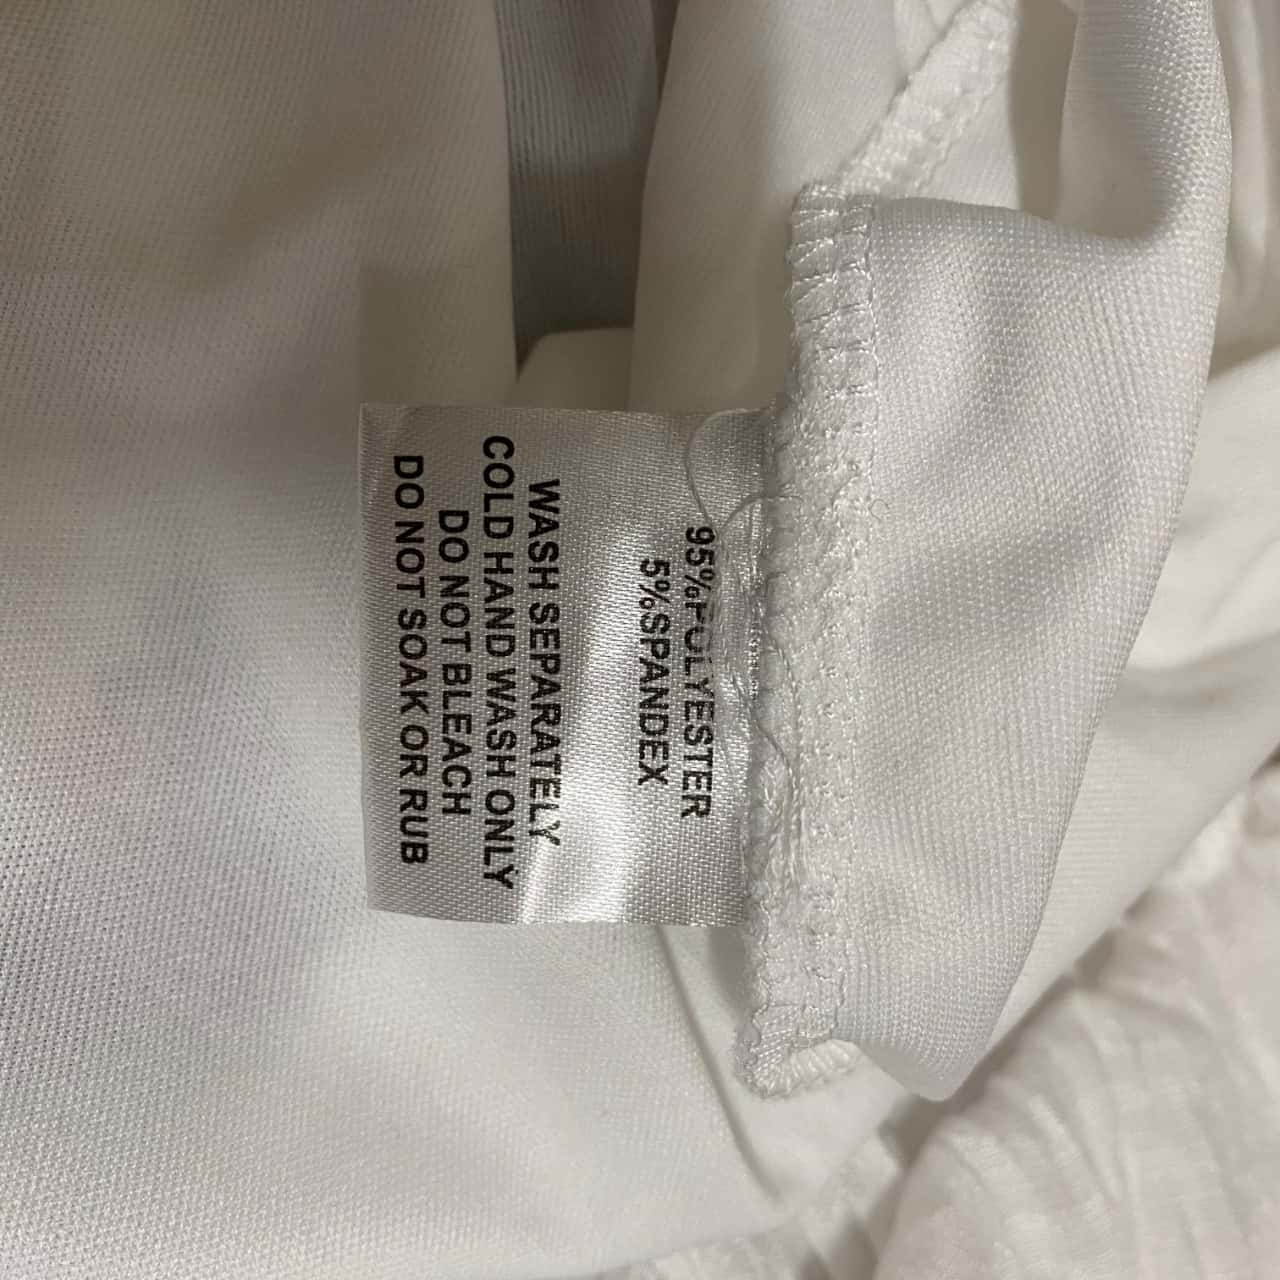 95%POLYESTER
5%SPANDEX
WASH SEPARATELY
COLD HAND WASH ONLY
DO NOT BLEACH
DO NOT SOAK OR RUB